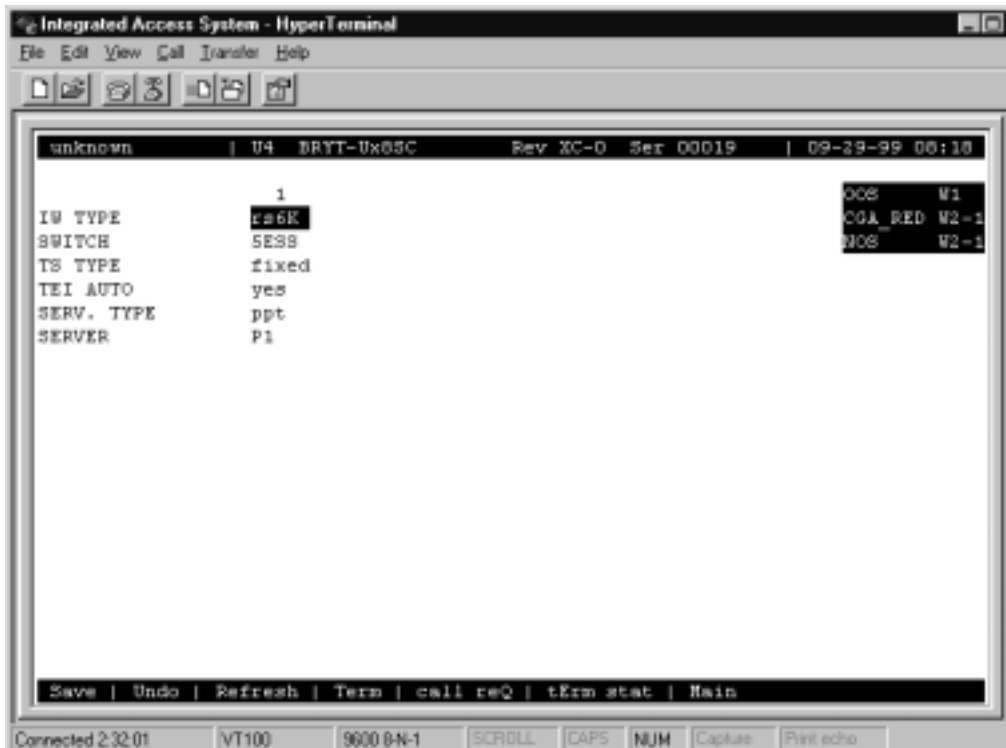 Integrated Access System - HyperTerminal
File Edit View Call Transfer Help
unknown | U4 BRYT-Ux8SC Rev XC-0 Ser 00019 | 09-29-99 08:18
1 OOS W1
IW TYPE rs6K CGA_RED W2-1
SWITCH 5ESS NOS W2-1
TS TYPE fixed
TEI AUTO yes
SERV. TYPE ppt
SERVER P1
Save | Undo | Refresh | Term | call reQ | tErm stat | Main
Connected 2:32:01 VT100 9600 8-N-1 SCROLL CAPS NUM Capture Print echo